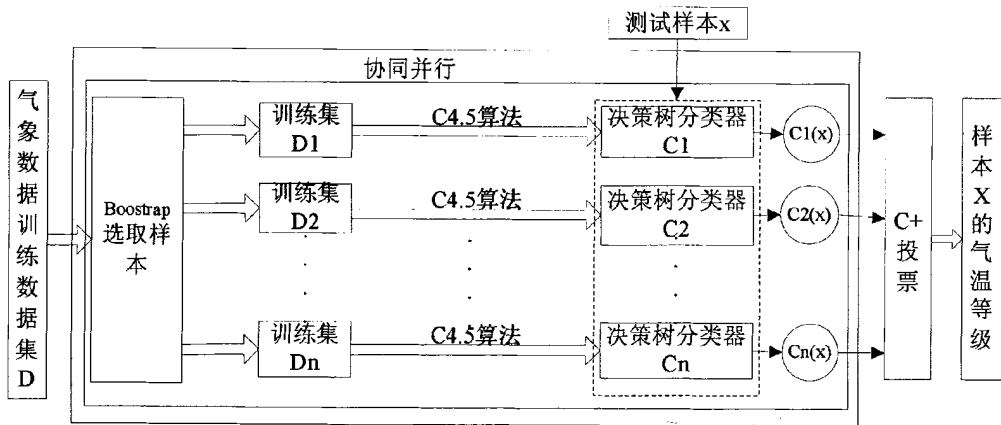 测试样本x
协同并行
气象数据训练数据集D
Boostrap
选取样
本
训练集
D1
C4.5算法
决策树分类器
C1
C1(x)
训练集
D2
C4.5算法
决策树分类器
C2
C2(x)
训练集
Dn
C4.5算法
决策树分类器
Cn
Cn(x)
C+
投
票
样本X的气温等级